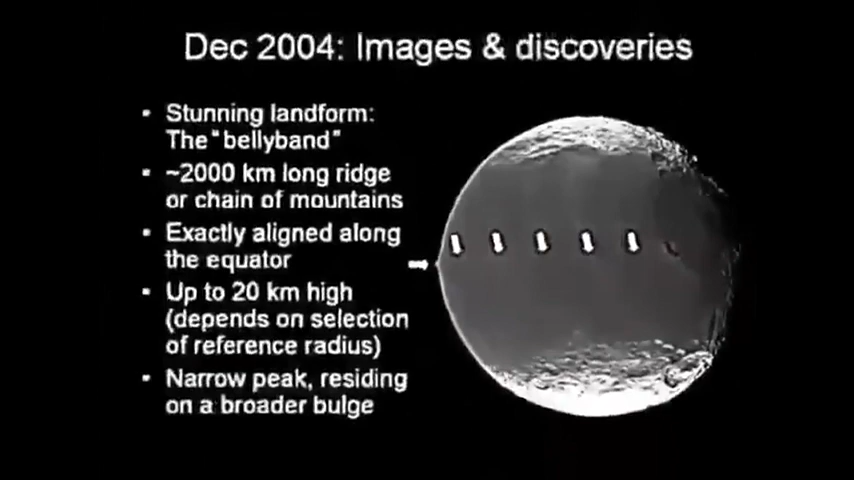 Dec 2004: Images & discoveries
• Stunning landform:
The "bellyband"
• ~2000 km long ridge
or chain of mountains
• Exactly aligned along
the equator
• Up to 20 km high
(depends on selection
of reference radius)
• Narrow peak, residing
on a broader bulge